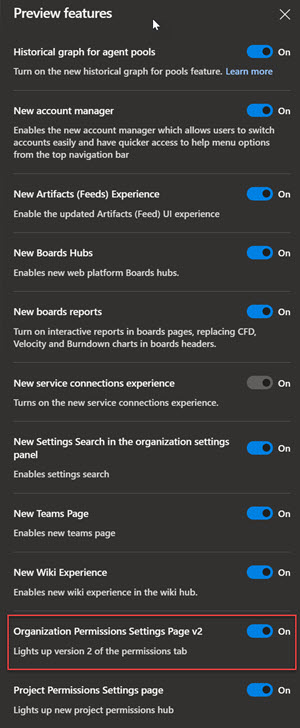 Preview features
Historical graph for agent pools
On
Turn on the new historical graph for pools feature. Learn more
New account manager
On
Enables the new account manager which allows users to switch
accounts easily and have quicker access to help menu options
from the top navigation bar
New Artifacts (Feeds) Experience
On
Enable the updated Artifacts (Feed) UI experience
New Boards Hubs
On
Enables new web platform Boards hubs.
New boards reports
On
Turn on interactive reports in boards pages, replacing CFD,
Velocity and Burndown charts in boards headers.
New service connections experience
On
Turns on the new service connections experience.
New Settings Search in the organization settings
panel
On
Enables settings search
New Teams Page
On
Enables new teams page
New Wiki Experience
On
Enables new wiki experience in the wiki hub.
Organization Permissions Settings Page v2
On
Lights up version 2 of the permissions tab
Project Permissions Settings page
On
Lights up new project permissions hub